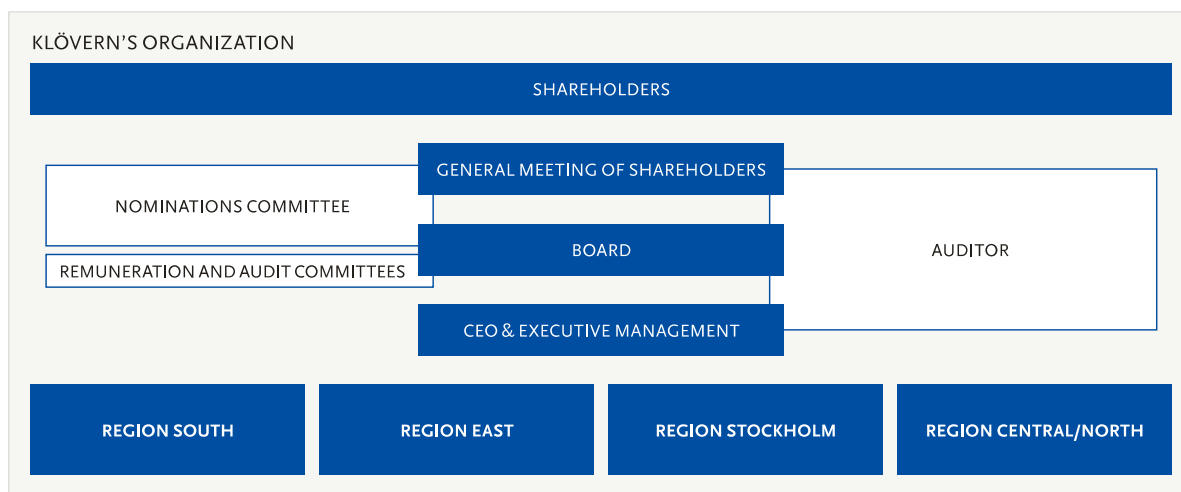 KLÖVERN'S ORGANIZATION
SHAREHOLDERS
GENERAL MEETING OF SHAREHOLDERS
NOMINATIONS COMMITTEE
BOARD
AUDITOR
REMUNERATION AND AUDIT COMMITTEES
CEO & EXECUTIVE MANAGEMENT
REGION SOUTH
REGION EAST
REGION STOCKHOLM
REGION CENTRAL/NORTH